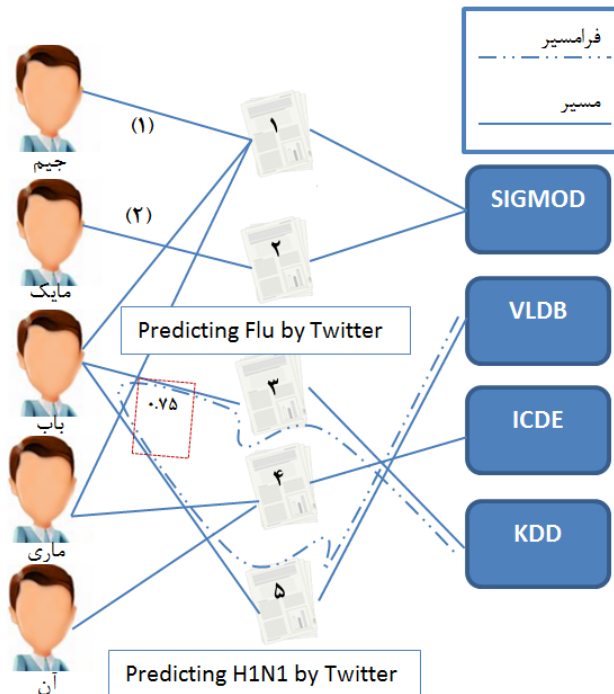 فرامسیر
مسیر
(۱)
۱
جیم
(۲)
۲
SIGMOD
مایک
Predicting Flu by Twitter
VLDB
۰.۷۵
۳
باب
ICDE
۴
ماری
KDD
۵
آن
Predicting H1N1 by Twitter